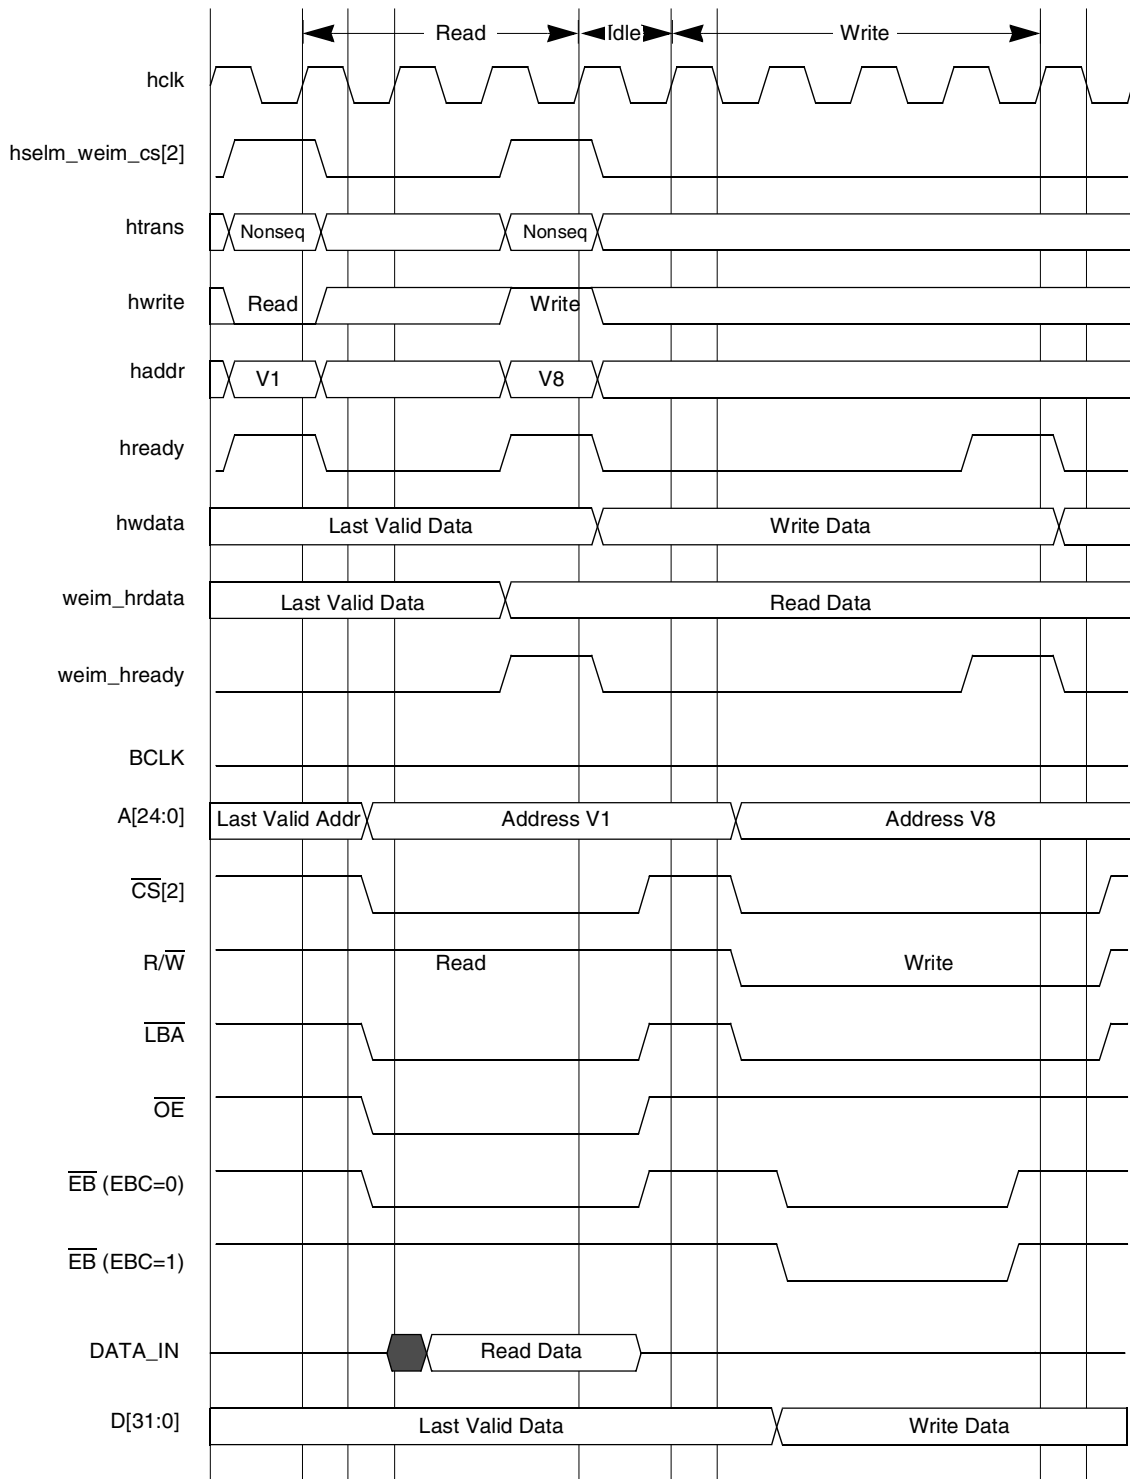 Read Idle Write
hclk
hselm_weim_cs[2]
htrans Nonseq Nonseq
hwrite Read Write
haddr V1 V8
hready
hwdata Last Valid Data Write Data
weim_hrdata Last Valid Data Read Data
weim_hready
BCLK
A[24:0] Last Valid Addr Address V1 Address V8
CS[2]
R/W Read Write
LBA
OE
EB (EBC=0)
EB (EBC=1)
DATA_IN Read Data
D[31:0] Last Valid Data Write Data